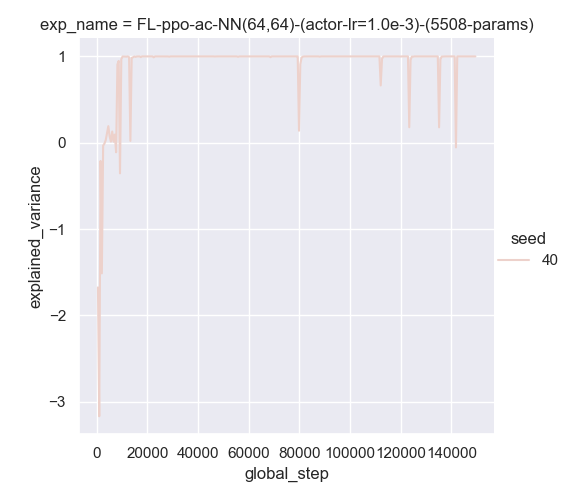 exp_name = FL-ppo-ac-NN(64,64)-(actor-lr=1.0e-3)-(5508-params)
1
0
−1
−2
−3
explained_variance
seed
40
0 20000 40000 60000 80000 100000 120000 140000
global_step